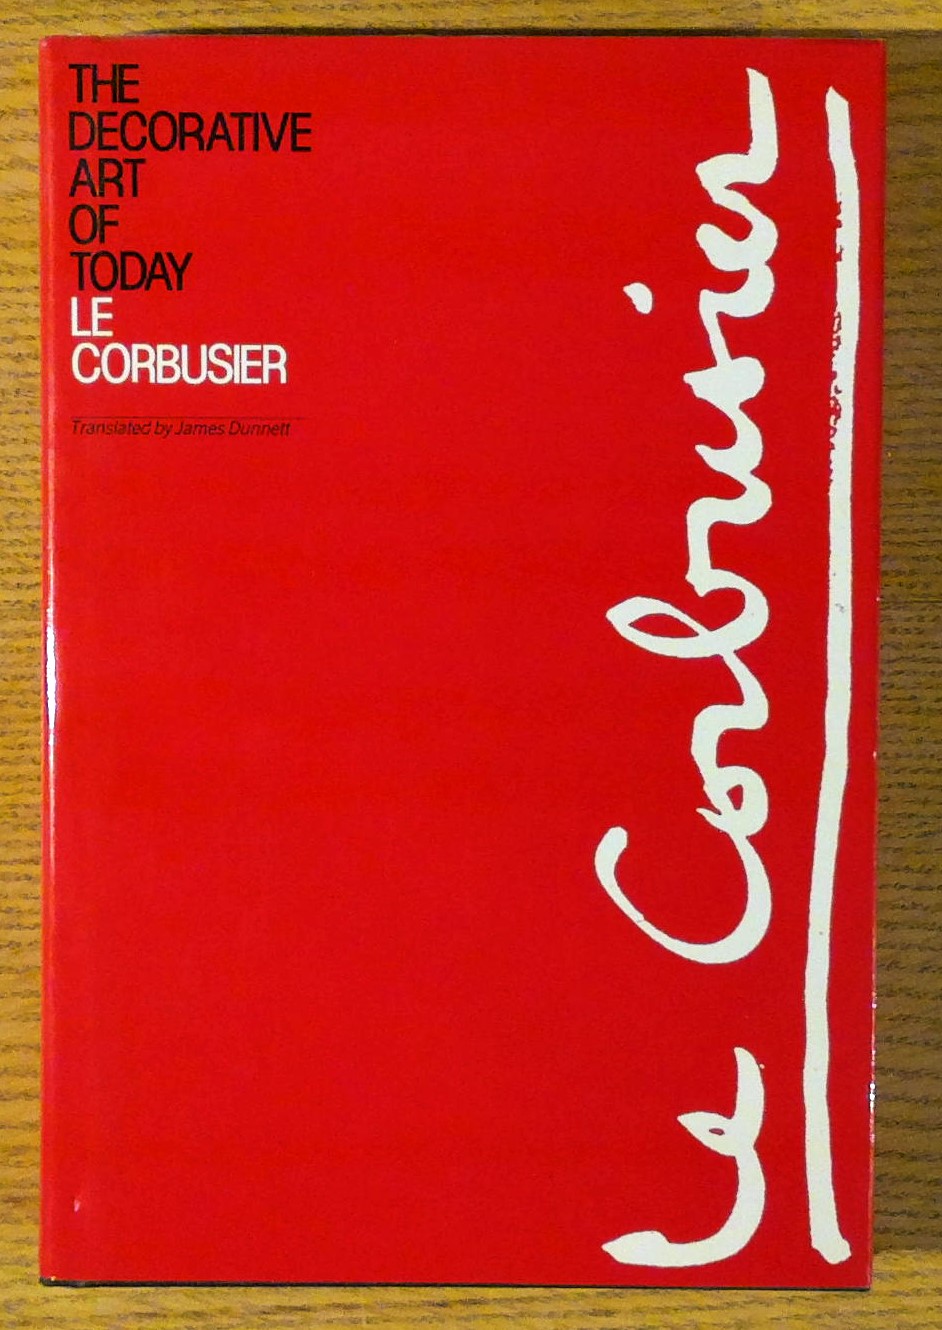 THE
DECORATIVE
ART
OF
TODAY
LE
CORBUSIER
Translated by James Dunnett
Le Corbusier